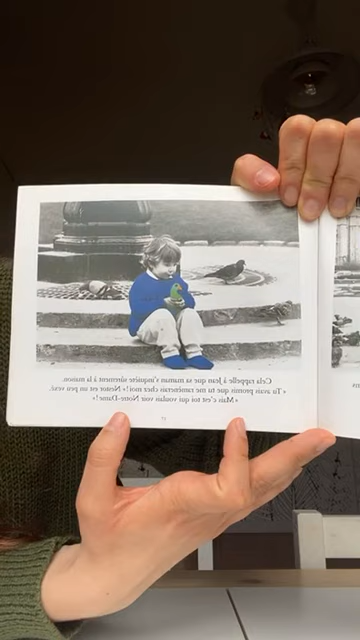 Cela rappelle à Jean que sa maman s'inquiète sûrement à la maison.
« Tu avais promis que tu me ramènerais chez moi ! » Nestor est un peu vexé.
« Mais c'est toi qui voulais voir Notre-Dame ! »